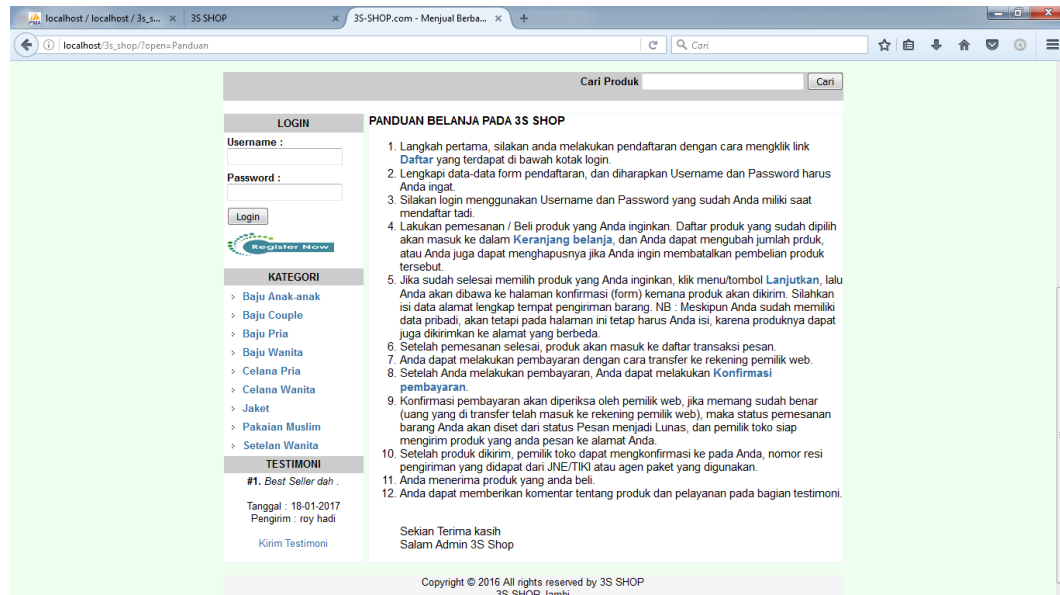 localhost / localhost / 3s_s...
3S SHOP
3S-SHOP.com - Menjual Berba...
localhost/3s_shop/?open=Panduan
Cari
Cari Produk
Cari
LOGIN
Username :
Password :
Login
Register Now
KATEGORI
Baju Anak-anak
Baju Couple
Baju Pria
Baju Wanita
Celana Pria
Celana Wanita
Jaket
Pakaian Muslim
Setelan Wanita
TESTIMONI
#1. Best Seller dah .
Tanggal : 18-01-2017
Pengirim : roy hadi
Kirim Testimoni
PANDUAN BELANJA PADA 3S SHOP
1. Langkah pertama, silakan anda melakukan pendaftaran dengan cara mengklik link
Daftar yang terdapat di bawah kotak login.
2. Lengkapi data-data form pendaftaran, dan diharapkan Username dan Password harus
Anda ingat.
3. Silakan login menggunakan Username dan Password yang sudah Anda miliki saat
mendaftar tadi.
4. Lakukan pemesanan / Beli produk yang Anda inginkan. Daftar produk yang sudah dipilih
akan masuk ke dalam Keranjang belanja, dan Anda dapat mengubah jumlah prduk,
atau Anda juga dapat menghapusnya jika Anda ingin membatalkan pembelian produk
tersebut.
5. Jika sudah selesai memilih produk yang Anda inginkan, klik menu/tombol Lanjutkan, lalu
Anda akan dibawa ke halaman konfirmasi (form) kemana produk akan dikirim. Silahkan
isi data alamat lengkap tempat pengiriman barang. NB : Meskipun Anda sudah memiliki
data pribadi, akan tetapi pada halaman ini tetap harus Anda isi, karena produknya dapat
juga dikirimkan ke alamat yang berbeda.
6. Setelah pemesanan selesai, produk akan masuk ke daftar transaksi pesan.
7. Anda dapat melakukan pembayaran dengan cara transfer ke rekening pemilik web.
8. Setelah Anda melakukan pembayaran, Anda dapat melakukan Konfirmasi
pembayaran.
9. Konfirmasi pembayaran akan diperiksa oleh pemilik web, jika memang sudah benar
(uang yang di transfer telah masuk ke rekening pemilik web), maka status pemesanan
barang Anda akan diset dari status Pesan menjadi Lunas, dan pemilik toko siap
mengirim produk yang anda pesan ke alamat Anda.
10. Setelah produk dikirim, pemilik toko dapat mengkonfirmasi ke pada Anda, nomor resi
pengiriman yang didapat dari JNE/TIKI atau agen paket yang digunakan.
11. Anda menerima produk yang anda beli.
12. Anda dapat memberikan komentar tentang produk dan pelayanan pada bagian testimoni.
Sekian Terima kasih
Salam Admin 3S Shop
Copyright © 2016 All rights reserved by 3S SHOP
3S SHOP Jambi